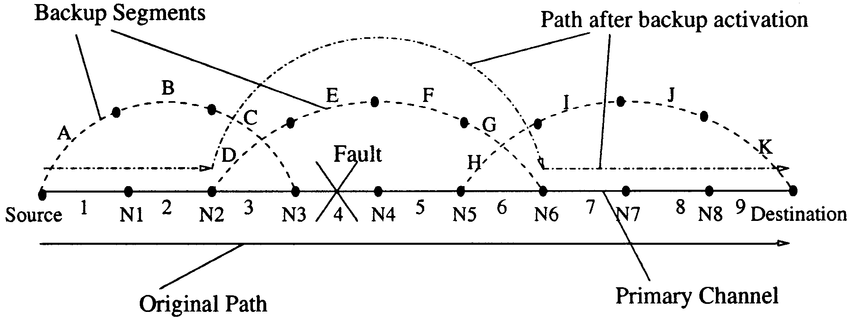 Backup Segments
Path after backup activation
B
E
F
I
J
A
C
G
D
Fault
H
K
Source
1
N1
2
N2
3
N3
4
N4
5
N5
6
N6
7
N7
8
N8
9
Destination
Original Path
Primary Channel